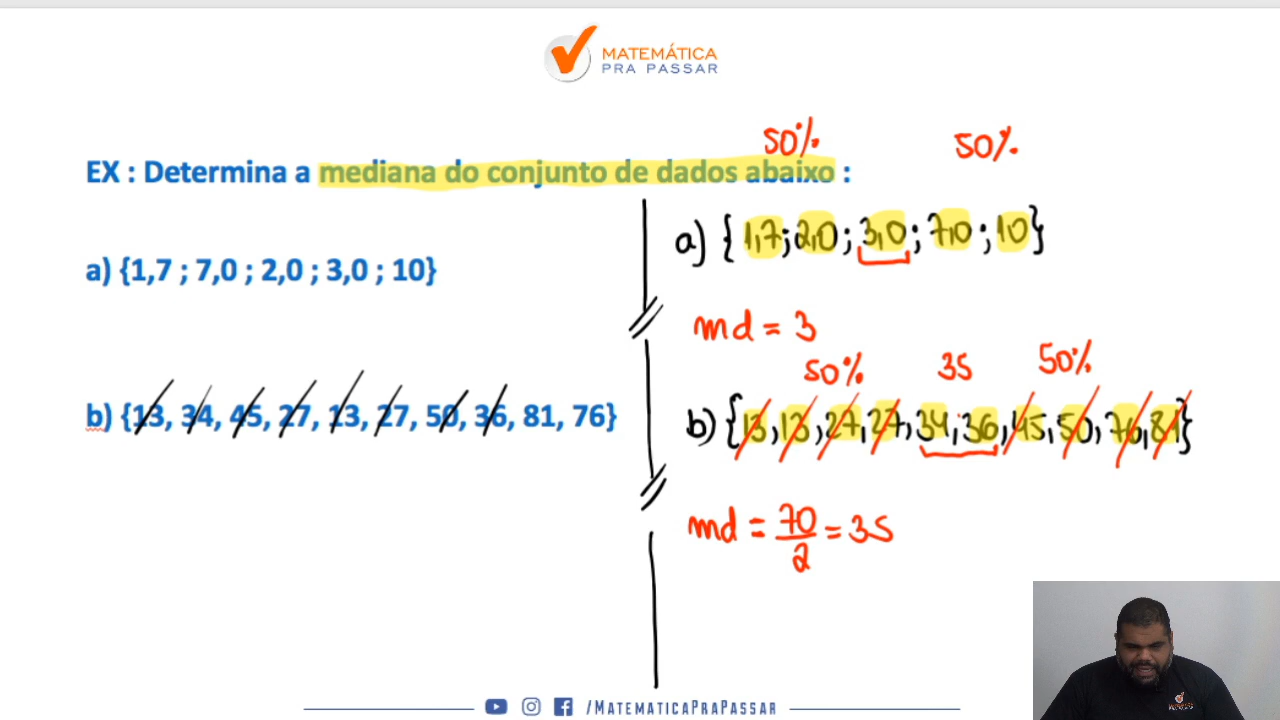 MATEMÁTICA
PRA PASSAR
EX : Determina a mediana do conjunto de dados abaixo :
a) {1,7 ; 7,0 ; 2,0 ; 3,0 ; 10}
b) {13, 34, 45, 27, 13, 27, 50, 36, 81, 76}
50% 50%
a) {1,7; 2,0; 3,0; 7,0; 10}
md = 3
50% 35 50%
b) {13, 13, 27, 27, 34, 36, 45, 50, 76, 81}
md = 70/2 = 35
/MATEMATICAPRAPASSAR